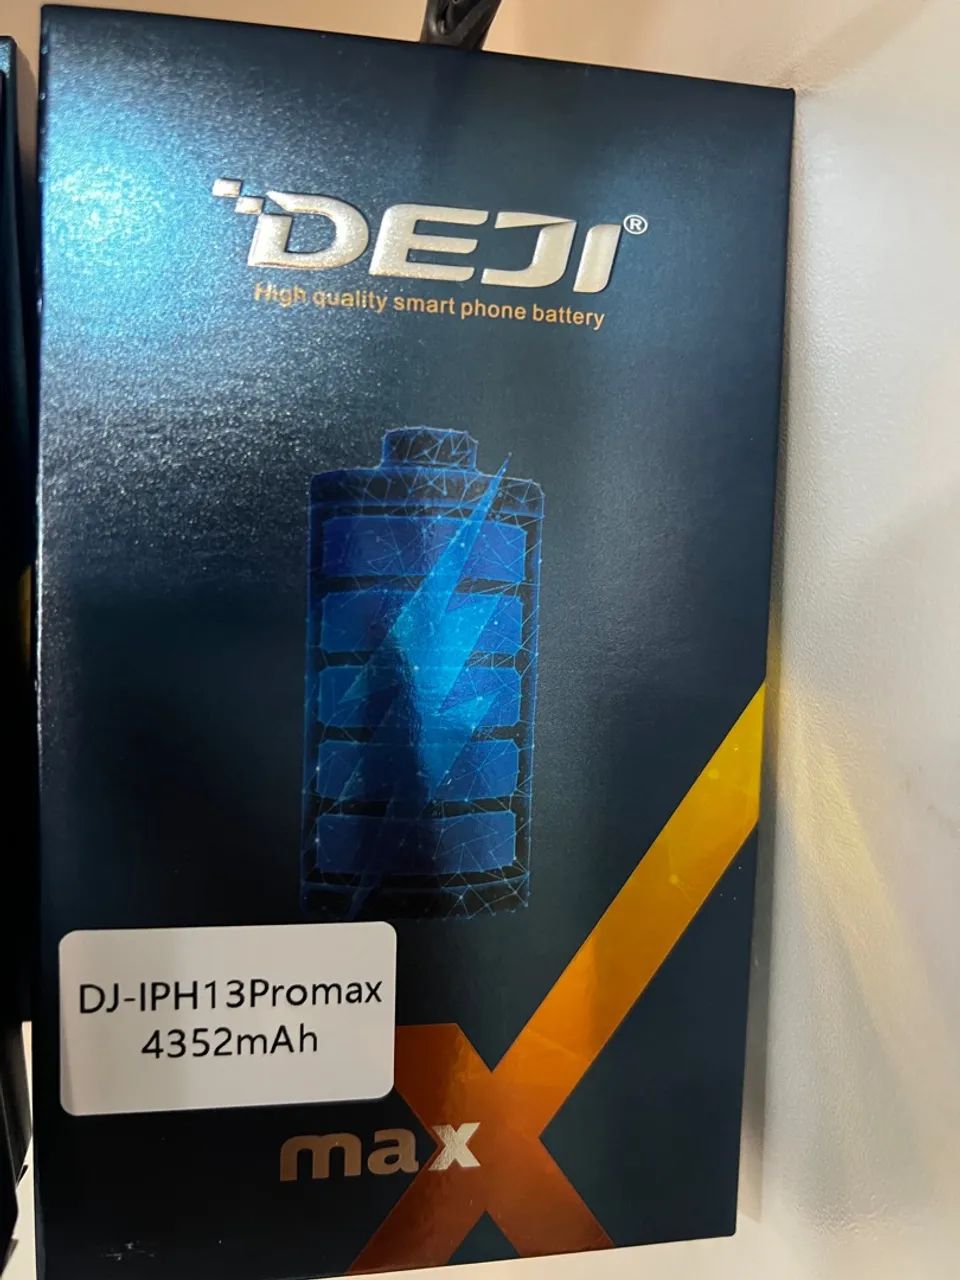 DEJI®
High quality smart phone battery
DJ-IPH13Promax
4352mAh
max